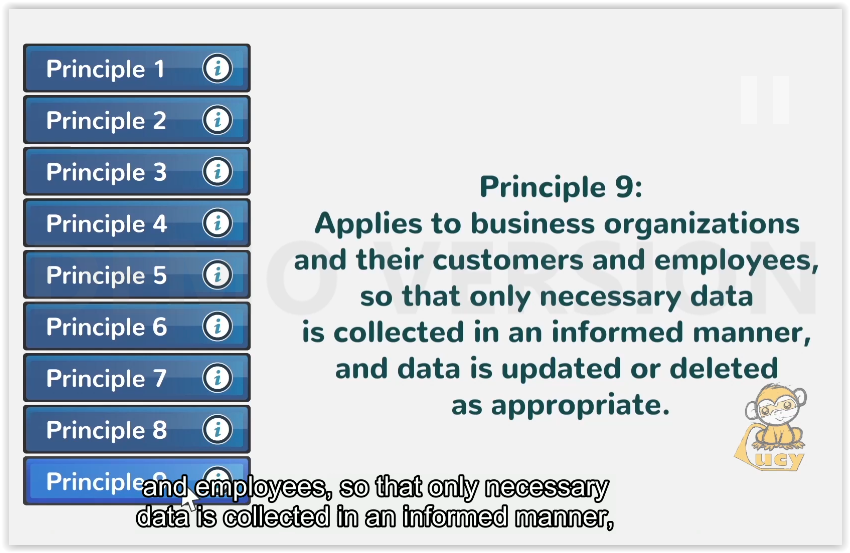 Principle 1
Principle 2
Principle 3
Principle 4
Principle 5
Principle 6
Principle 7
Principle 8
Principle
Principle 9:
Applies to business organizations
and their customers and employees,
so that only necessary data
is collected in an informed manner,
and data is updated or deleted
as appropriate.
VERSION
Lucy
and employees, so that only necessary
data is collected in an informed manner,